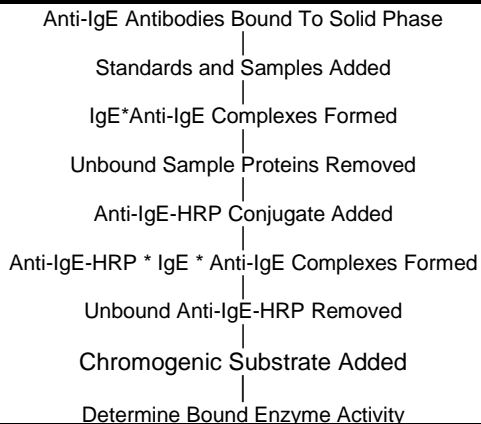 Anti-IgE Antibodies Bound To Solid Phase
Standards and Samples Added
IgE*Anti-IgE Complexes Formed
Unbound Sample Proteins Removed
Anti-IgE-HRP Conjugate Added
Anti-IgE-HRP * IgE * Anti-IgE Complexes Formed
Unbound Anti-IgE-HRP Removed
Chromogenic Substrate Added
Determine Bound Enzyme Activity